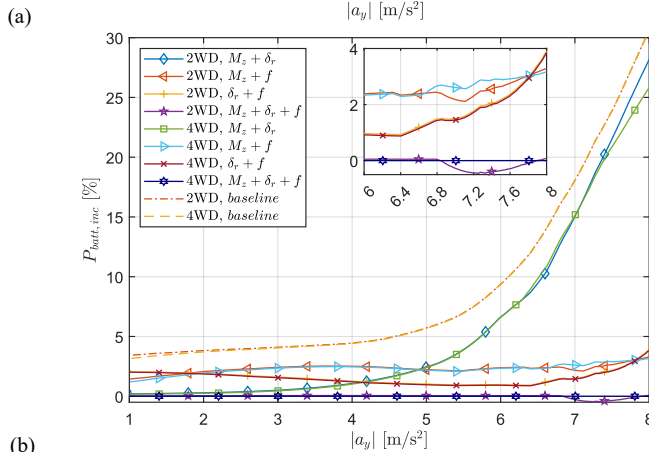 |a_y| [m/s²]
(a)
30
25
20
15
10
5
0
P_{batt,inc} [%]
2WD, M_z + δ_r
2WD, M_z + f
2WD, δ_r + f
2WD, M_z + δ_r + f
4WD, M_z + δ_r
4WD, M_z + f
4WD, δ_r + f
4WD, M_z + δ_r + f
2WD, baseline
4WD, baseline
4
2
0
6 6.4 6.8 7.2 7.6 8
1 2 3 4 5 6 7 8
|a_y| [m/s²]
(b)